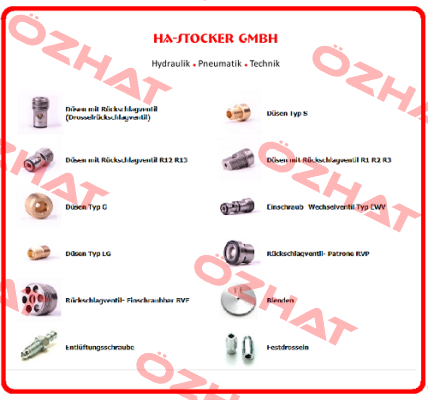 HA-STOCKER GMBH
Hydraulik • Pneumatik • Technik
Düsen mit Rückschlagventil
(Drosselrückschlagventil)
Düsen Typ S
Düsen mit Rückschlagventil R12 R13
Düsen mit Rückschlagventil R1 R2 R3
Düsen Typ G
Einschraub- Wechselventil Typ CWV
Düsen Typ LG
Rückschlagventil- Patrone RVP
Rückschlagventil- Einschraubbar RVE
Blenden
Entlüftungsschraube
Festdrosseln
ÖZHAT
ÖZHAT
ÖZHAT
ÖZHAT
ÖZHAT
ÖZHAT
ÖZHAT